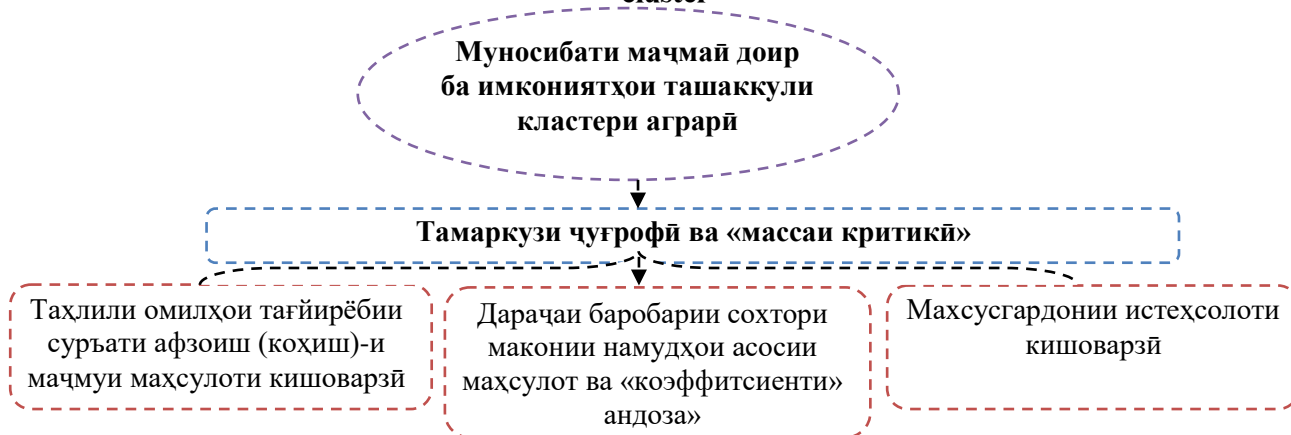 cluster
Муносибати маҷмаӣ доир
ба имкониятҳои ташаккули
кластери аграрӣ
Тамаркузи ҷуғрофӣ ва «массаи критикӣ»
Таҳлили омилҳои тағйирёбии
суръати афзоиш (коҳиш)-и
маҷмуи маҳсулоти кишоварзӣ
Дараҷаи баробарии сохтори
маконии намудҳои асосии
маҳсулот ва «коэффитсиенти»
андоза»
Махсусгардонии истеҳсолоти
кишоварзӣ